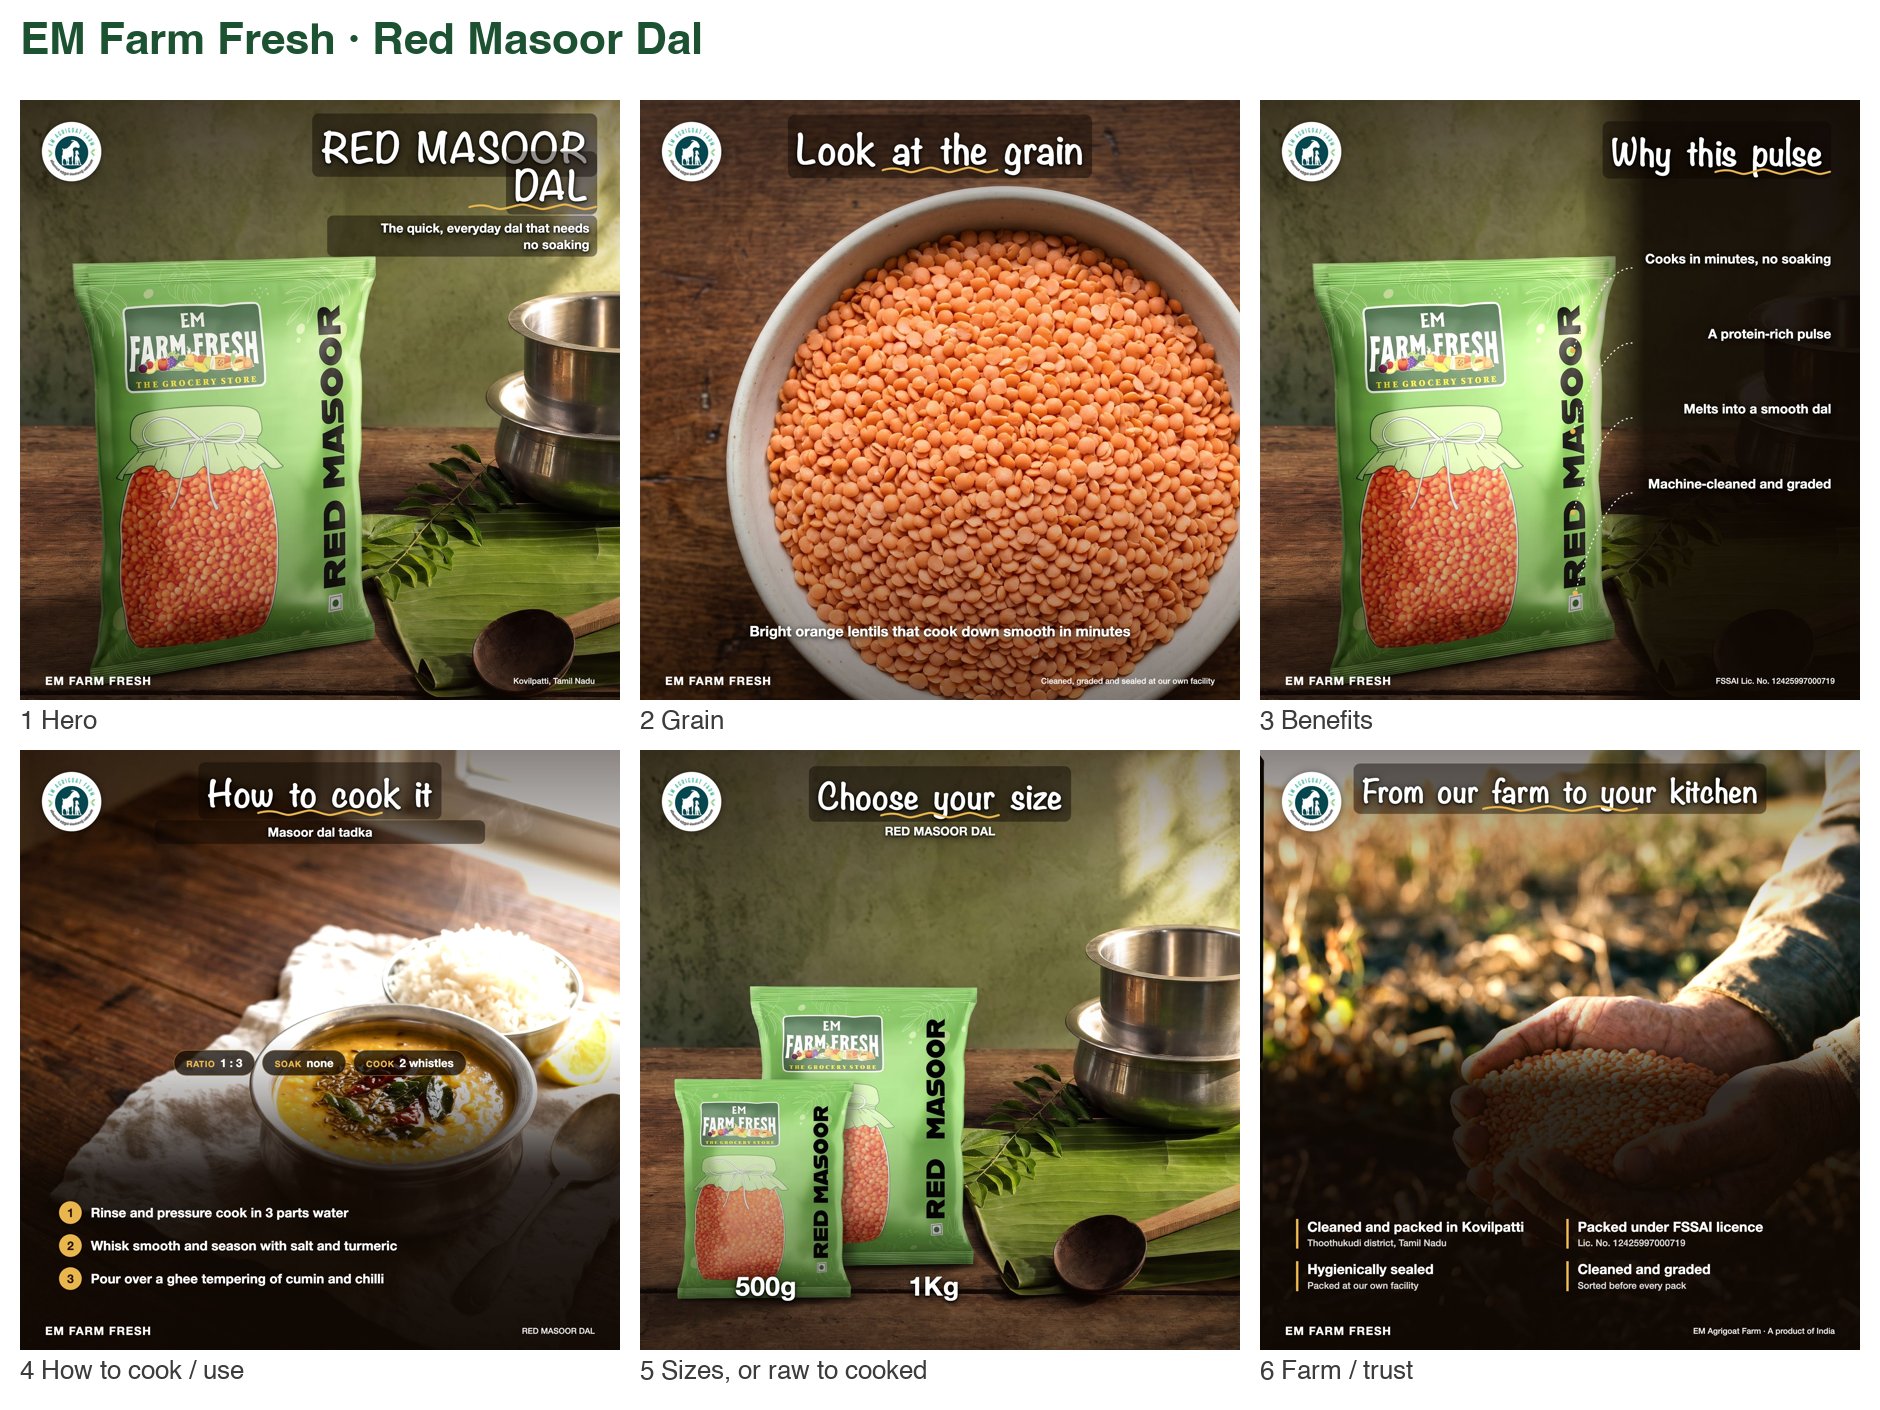 EM Farm Fresh · Red Masoor Dal
RED MASOOR
DAL
The quick, everyday dal that needs
no soaking
EM
FARM FRESH
THE GROCERY STORE
RED MASOOR
EM FARM FRESH
Kovilpatti, Tamil Nadu
1 Hero
Look at the grain
Bright orange lentils that cook down smooth in minutes
EM FARM FRESH
Cleaned, graded and sealed at our own facility
2 Grain
Why this pulse
Cooks in minutes, no soaking
A protein-rich pulse
Melts into a smooth dal
Machine-cleaned and graded
EM
FARM FRESH
THE GROCERY STORE
RED MASOOR
EM FARM FRESH
FSSAI Lic. No. 12425997000719
3 Benefits
How to cook it
Masoor dal tadka
RATIO 1 : 3
SOAK none
COOK 2 whistles
1 Rinse and pressure cook in 3 parts water
2 Whisk smooth and season with salt and turmeric
3 Pour over a ghee tempering of cumin and chilli
EM FARM FRESH
RED MASOOR DAL
4 How to cook / use
Choose your size
RED MASOOR DAL
EM
FARM FRESH
THE GROCERY STORE
RED MASOOR
EM
FARM FRESH
THE GROCERY STORE
RED MASOOR
500g
1Kg
5 Sizes, or raw to cooked
From our farm to your kitchen
Cleaned and packed in Kovilpatti
Thoothukudi district, Tamil Nadu
Packed under FSSAI licence
Lic. No. 12425997000719
Hygienically sealed
Packed at our own facility
Cleaned and graded
Sorted before every pack
EM FARM FRESH
EM Agrigoat Farm · A product of India
6 Farm / trust